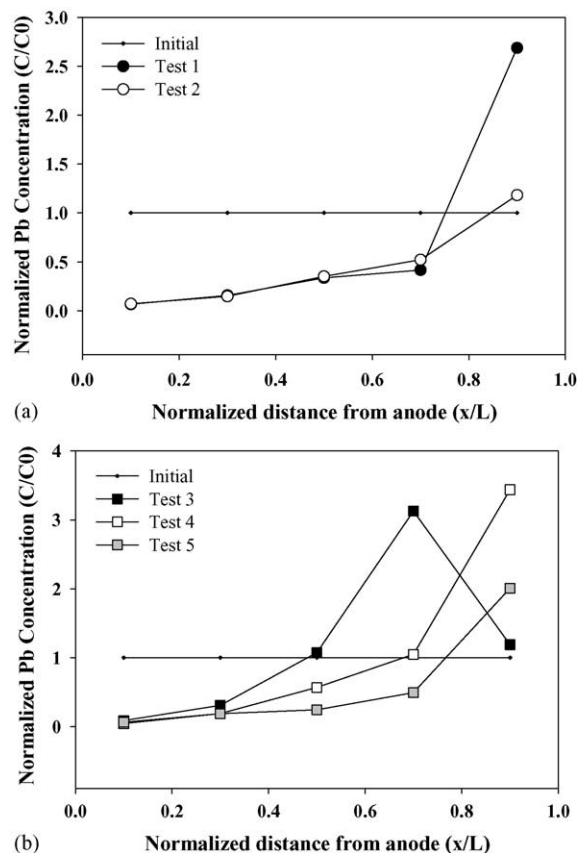 3.0
2.5
2.0
1.5
1.0
0.5
0.0
Normalized Pb Concentration (C/C0)
Initial
Test 1
Test 2
0.0 0.2 0.4 0.6 0.8 1.0
(a) Normalized distance from anode (x/L)
4
3
2
1
0
Normalized Pb Concentration (C/C0)
Initial
Test 3
Test 4
Test 5
0.0 0.2 0.4 0.6 0.8 1.0
(b) Normalized distance from anode (x/L)